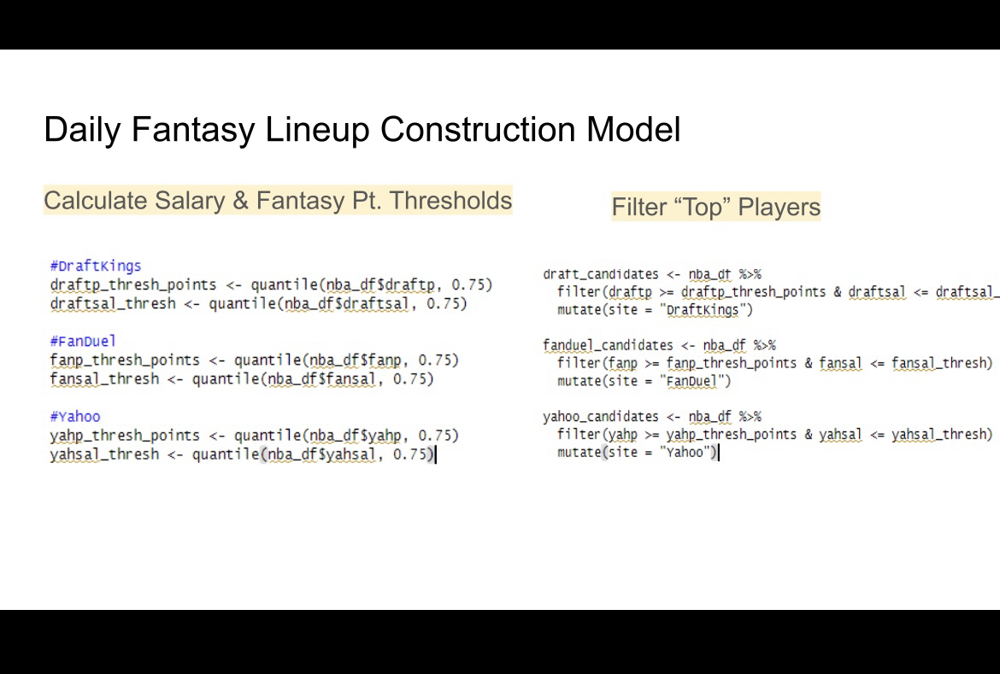 Daily Fantasy Lineup Construction Model
Calculate Salary & Fantasy Pt. Thresholds
#DraftKings
draftp_thresh_points <- quantile(nba_df$draftp, 0.75)
draftsal_thresh <- quantile(nba_df$draftsal, 0.75)
#FanDuel
fanp_thresh_points <- quantile(nba_df$fanp, 0.75)
fansal_thresh <- quantile(nba_df$fansal, 0.75)
#Yahoo
yahp_thresh_points <- quantile(nba_df$yahp, 0.75)
yahsal_thresh <- quantile(nba_df$yahsal, 0.75)
Filter “Top” Players
draft_candidates <- nba_df %>%
filter(draftp >= draftp_thresh_points & draftsal <= draftsal_
mutate(site = "DraftKings")
fanduel_candidates <- nba_df %>%
filter(fanp >= fanp_thresh_points & fansal <= fansal_thresh)
mutate(site = "FanDuel")
yahoo_candidates <- nba_df %>%
filter(yahp >= yahp_thresh_points & yahsal <= yahsal_thresh)
mutate(site = "Yahoo")